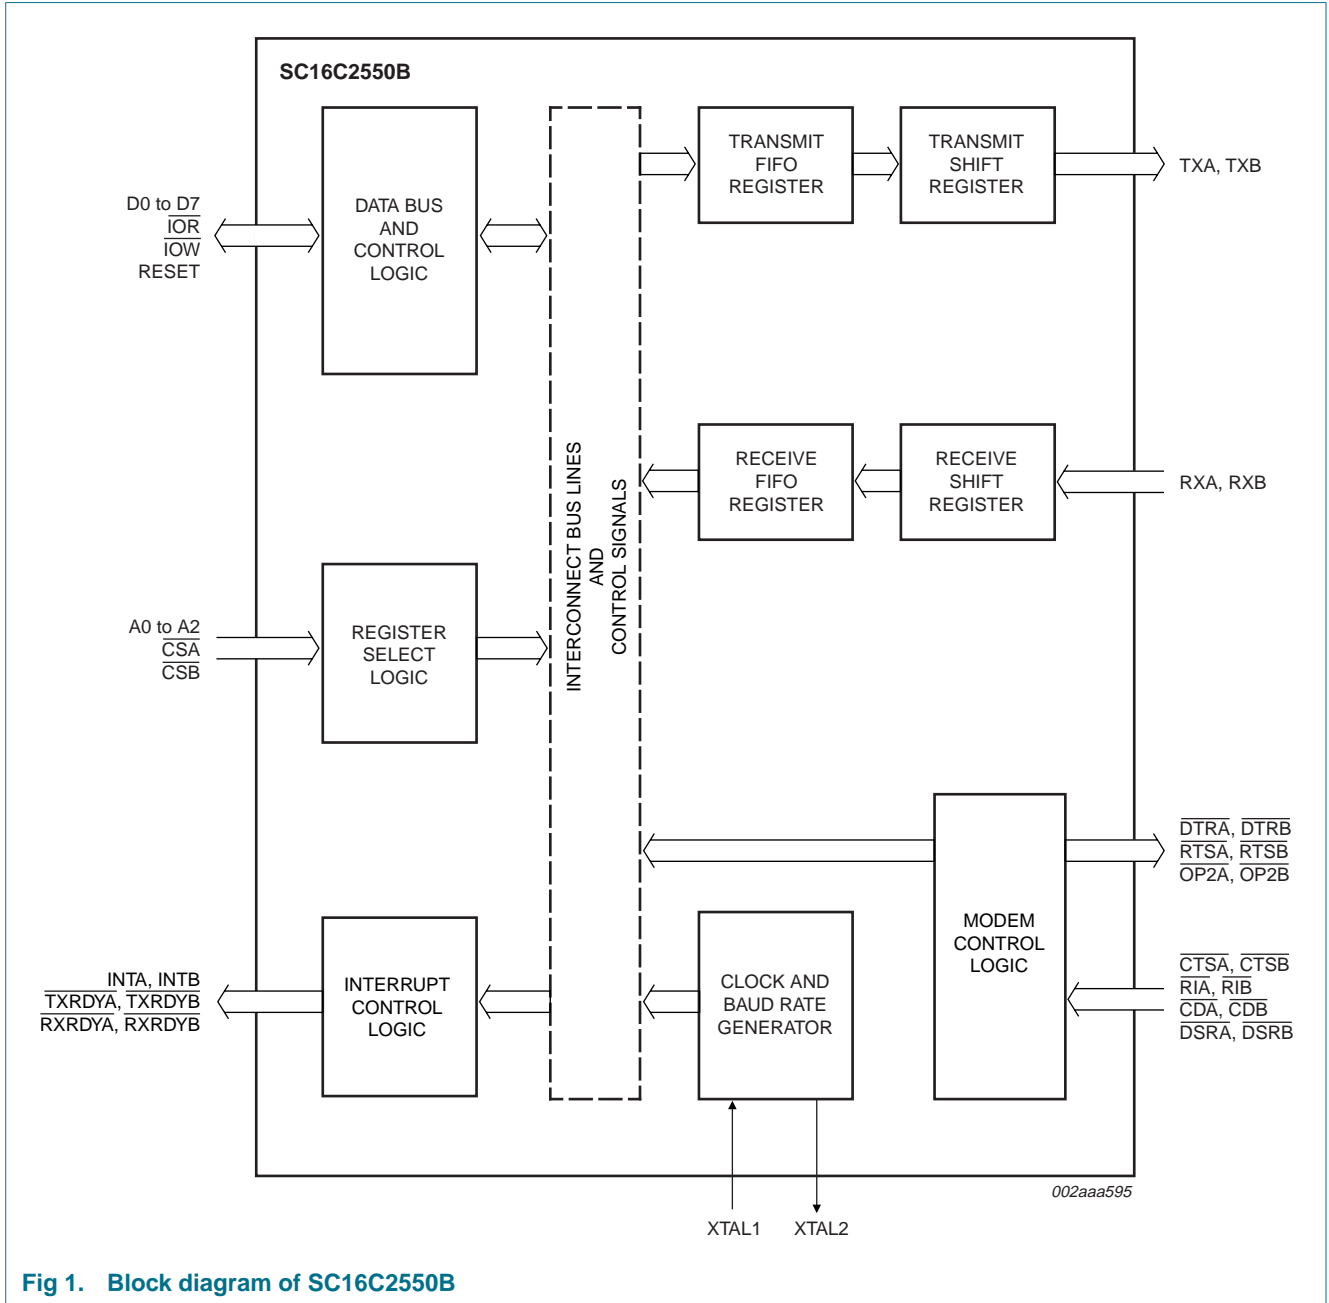 SC16C2550B
D0 to D7
IOR
IOW
RESET
DATA BUS
AND
CONTROL
LOGIC
TRANSMIT
FIFO
REGISTER
TRANSMIT
SHIFT
REGISTER
TXA, TXB
INTERCONNECT BUS LINES
AND
CONTROL SIGNALS
RECEIVE
FIFO
REGISTER
RECEIVE
SHIFT
REGISTER
RXA, RXB
A0 to A2
CSA
CSB
REGISTER
SELECT
LOGIC
DTRA, DTRB
RTSA, RTSB
OP2A, OP2B
MODEM
CONTROL
LOGIC
CTSA, CTSB
RIA, RIB
CDA, CDB
DSRA, DSRB
INTA, INTB
TXRDYA, TXRDYB
RXRDYA, RXRDYB
INTERRUPT
CONTROL
LOGIC
CLOCK AND
BAUD RATE
GENERATOR
XTAL1
XTAL2
002aaa595
Fig 1. Block diagram of SC16C2550B